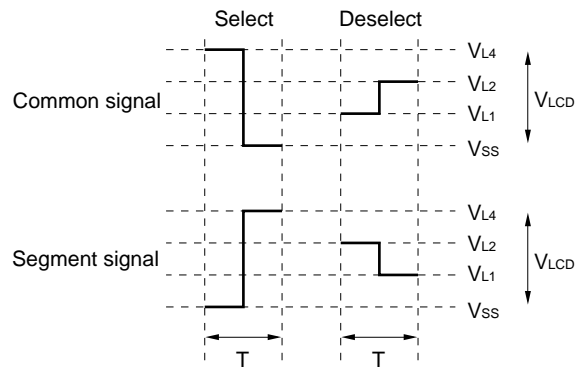 Select Deselect
VL4
VL2
Common signal
VL1
VLCD
VSS
VL4
VL2
Segment signal
VL1
VLCD
VSS
T T